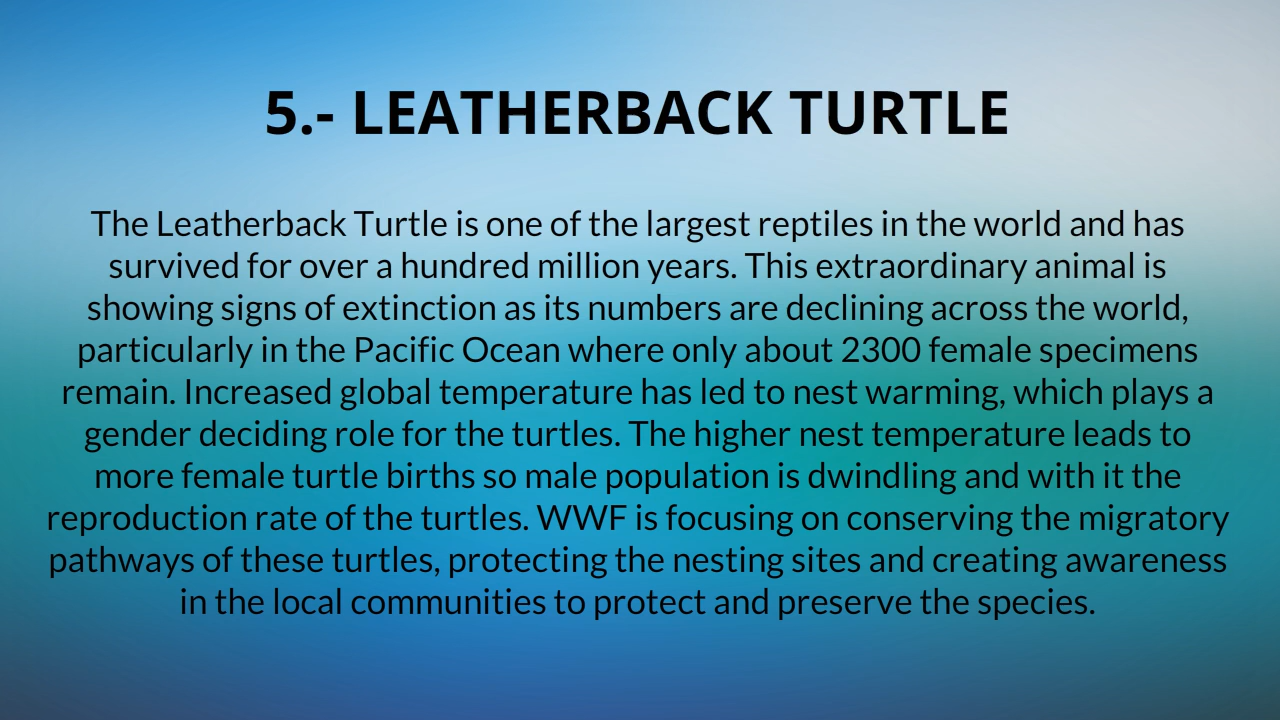 5.- LEATHERBACK TURTLE
The Leatherback Turtle is one of the largest reptiles in the world and has
survived for over a hundred million years. This extraordinary animal is
showing signs of extinction as its numbers are declining across the world,
particularly in the Pacific Ocean where only about 2300 female specimens
remain. Increased global temperature has led to nest warming, which plays a
gender deciding role for the turtles. The higher nest temperature leads to
more female turtle births so male population is dwindling and with it the
reproduction rate of the turtles. WWF is focusing on conserving the migratory
pathways of these turtles, protecting the nesting sites and creating awareness
in the local communities to protect and preserve the species.